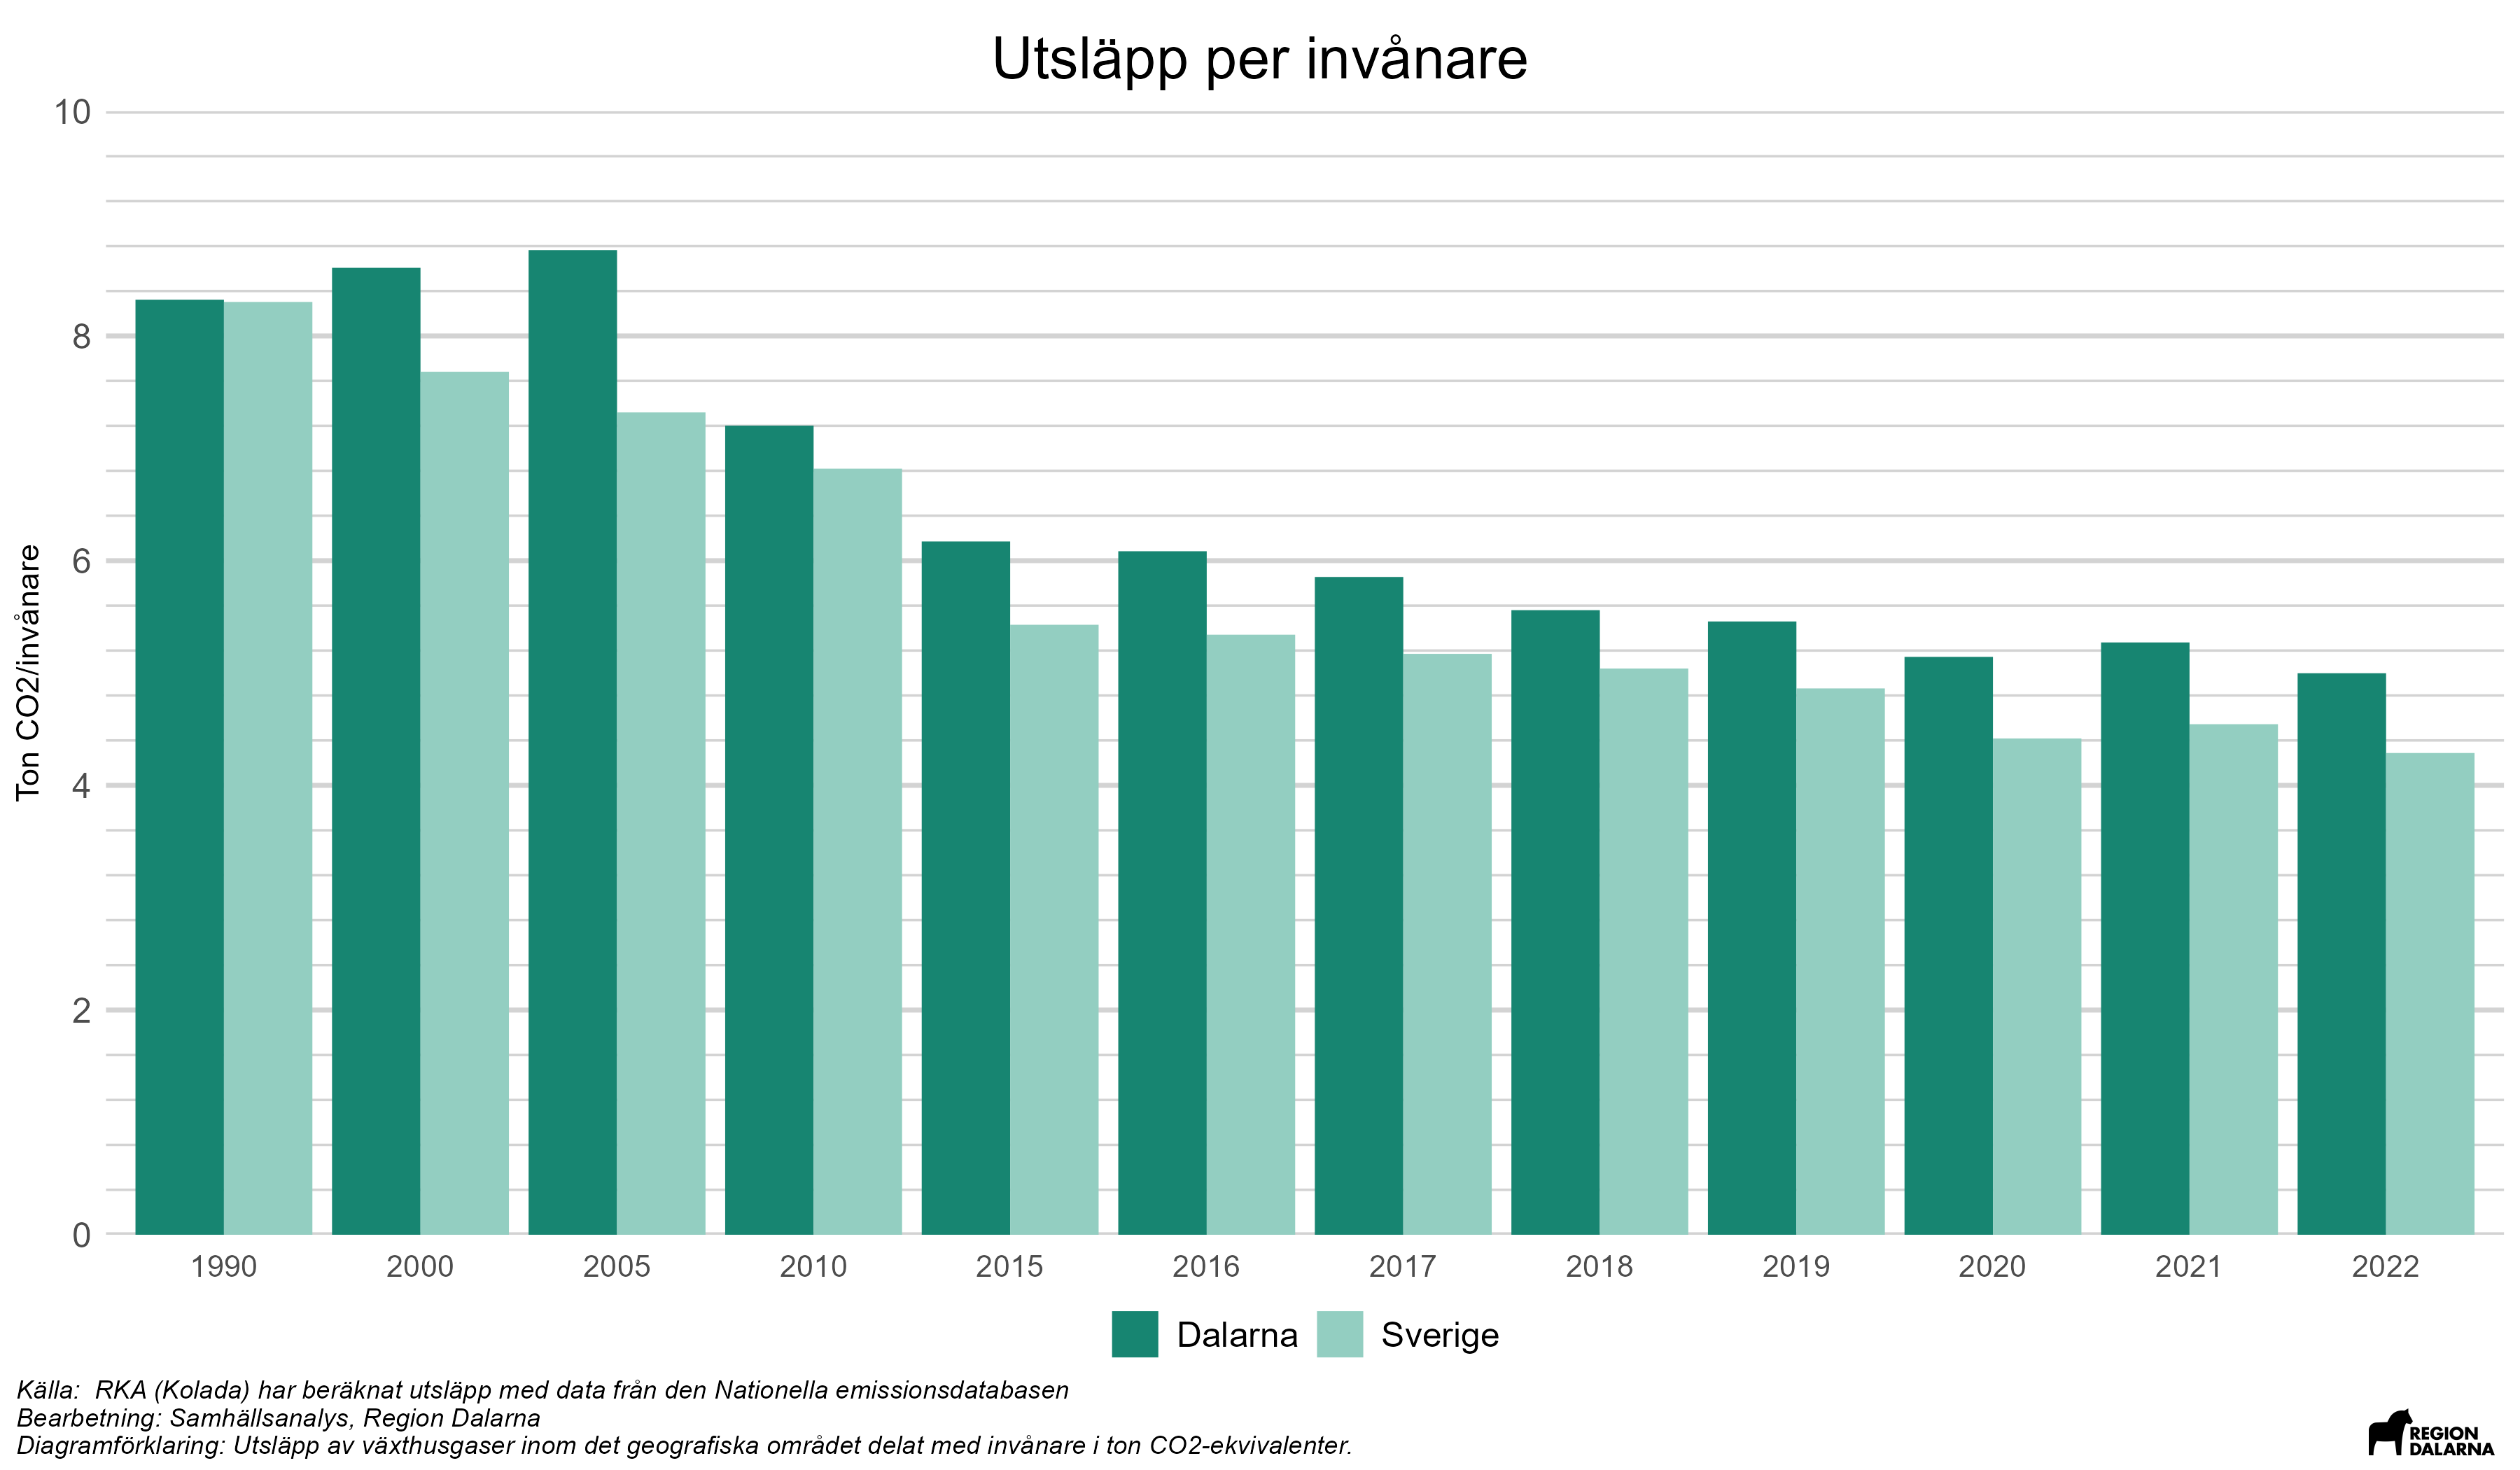 Utsläpp per invånare
10
8
6
4
2
0
Ton CO2/invånare
1990 2000 2005 2010 2015 2016 2017 2018 2019 2020 2021 2022
Dalarna Sverige
Källa:  RKA (Kolada) har beräknat utsläpp med data från den Nationella emissionsdatabasen
Bearbetning: Samhällsanalys, Region Dalarna
Diagramförklaring: Utsläpp av växthusgaser inom det geografiska området delat med invånare i ton CO2-ekvivalenter.
REGION
DALARNA